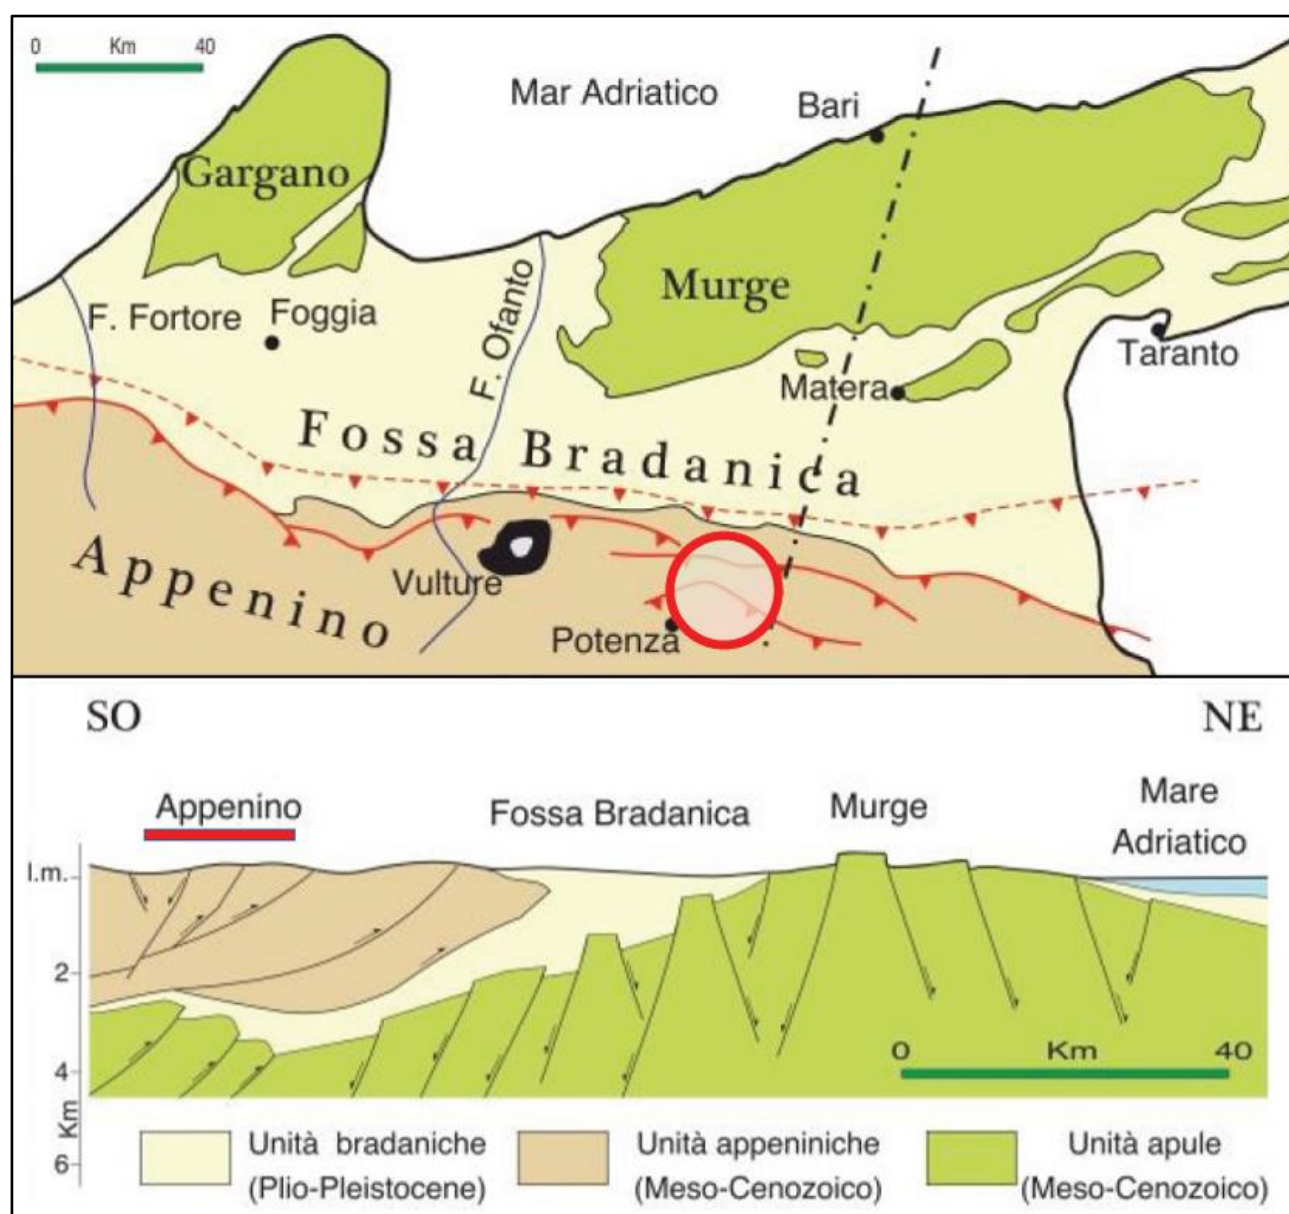 0 Km 40
Mar Adriatico
Bari
Gargano
Murge
F. Fortore
Foggia
F. Ofanto
Taranto
Matera
Fossa Bradanica
Appenino
Vulture
Potenza
SO
NE
Appenino
Fossa Bradanica
Murge
Mare
Adriatico
l.m.
2
4
Km
6
0 Km 40
Unità bradaniche
(Plio-Pleistocene)
Unità appeniniche
(Meso-Cenozoico)
Unità apule
(Meso-Cenozoico)